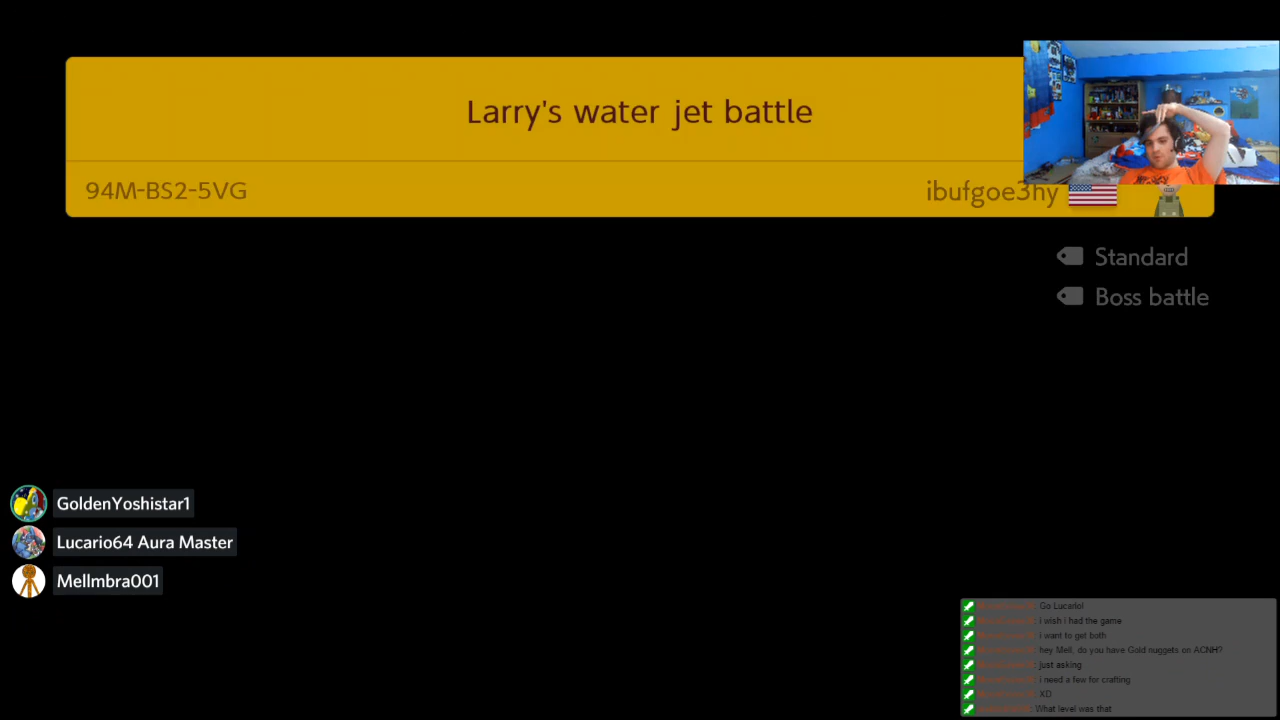 Larry's water jet battle
94M-BS2-5VG
ibufgoe3hy
Standard
Boss battle
GoldenYoshistar1
Lucario64 Aura Master
Mellmbra001
: Go Lucario!
: i wish i had the game
: i want to get both
: hey Mell, do you have Gold nuggets on ACNH?
: just asking
: i need a few for crafting
: XD
: What level was that